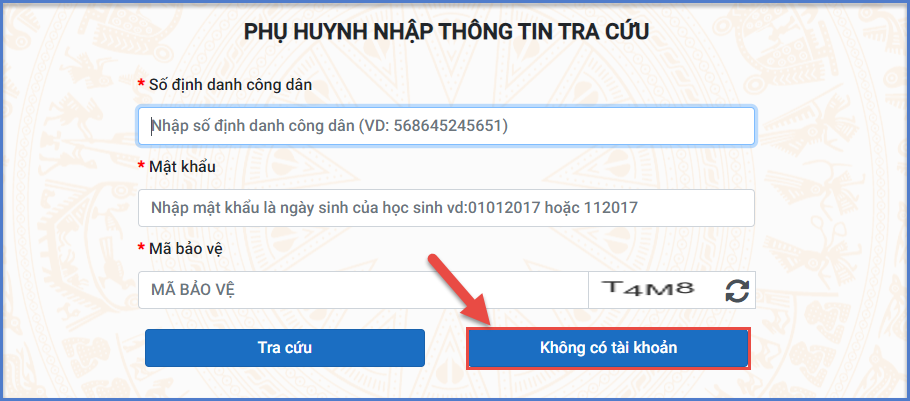 PHỤ HUYNH NHẬP THÔNG TIN TRA CỨU
* Số định danh công dân
Nhập số định danh công dân (VD: 568645245651)
* Mật khẩu
Nhập mật khẩu là ngày sinh của học sinh vd:01012017 hoặc 112017
* Mã bảo vệ
MÃ BẢO VỆ T4M8
Tra cứu Không có tài khoản